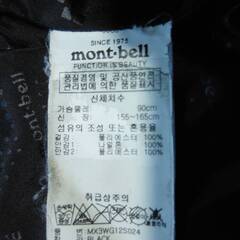 SINCE 1975
mont-bell
FUNCTION IS BEAUTY
품질경영 및 공산품안전
관리법에 의한 품질표시
신체치수
가슴둘레 90cm
신 장: 155~165cm
섬유의 조성 또는 혼용율
겉감 폴리에스터 100%
안감1 나일론 100%
안감2 폴리에스터 100%
취급상주의
MX3WG12S024
BLACK
mont-bell